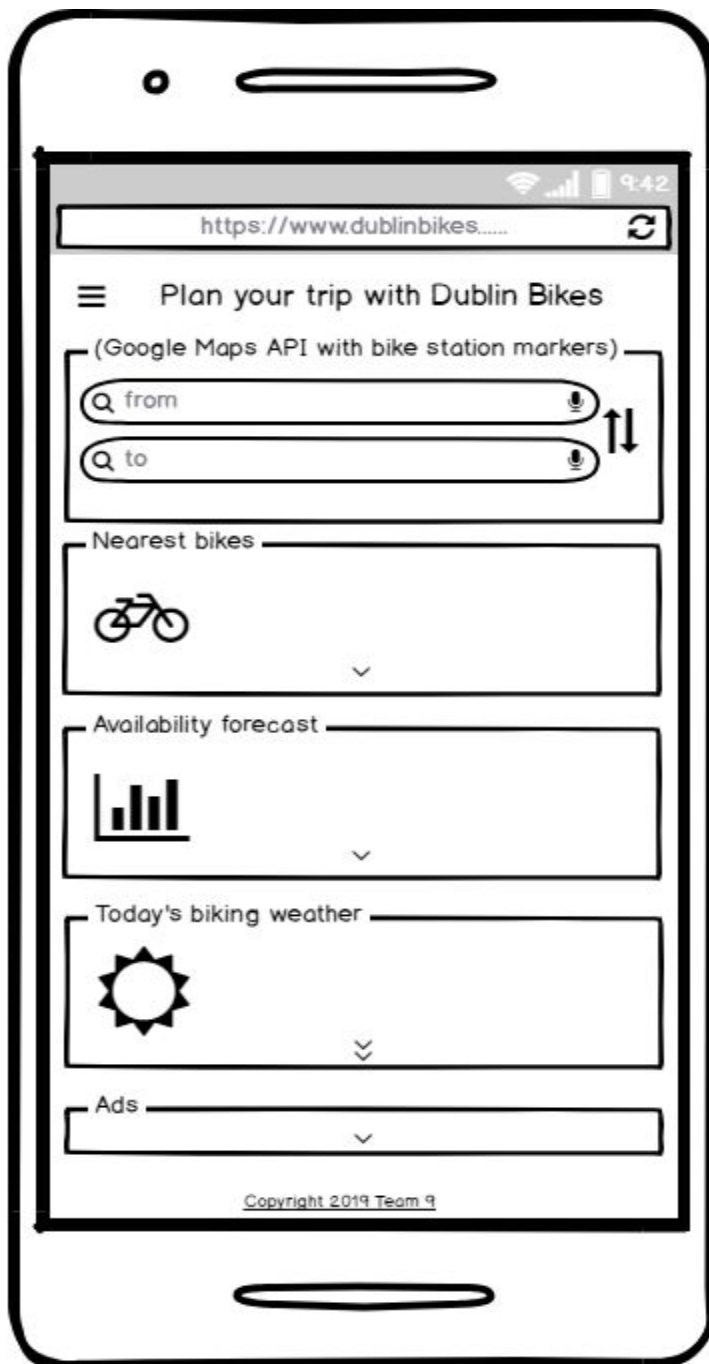 9:42
https://www.dublinbikes......
Plan your trip with Dublin Bikes
(Google Maps API with bike station markers)
from
to
Nearest bikes
Availability forecast
Today's biking weather
Ads
Copyright 2019 Team 9